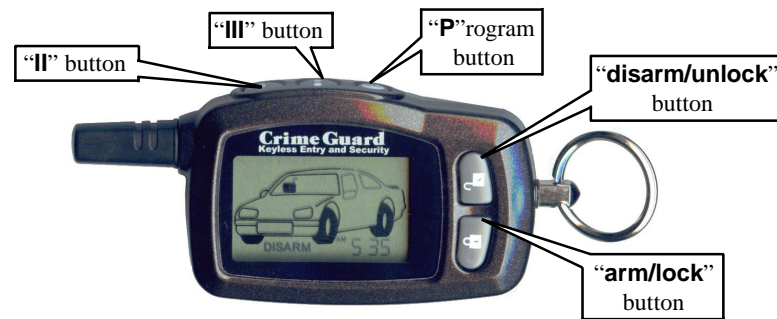 “III” button
“P”rogram
button
“II” button
“disarm/unlock”
button
Crime Guard
Keyless Entry and Security
DISARM AM 5 35
“arm/lock”
button